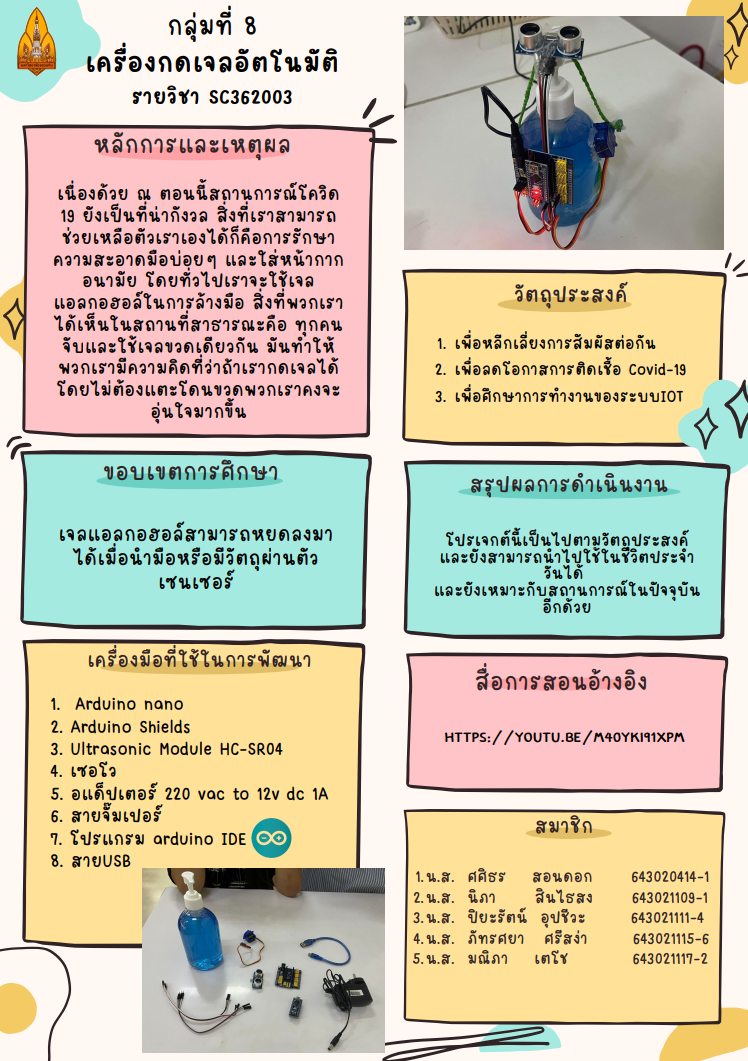 กลุ่มที่ 8
เครื่องกดเจลอัตโนมัติ
รายวิชา SC362003
หลักการและเหตุผล
เนื่องด้วย ณ ตอนนี้สถานการณ์โควิด
19 ยังเป็นที่น่ากังวล สิ่งที่เราสามารถ
ช่วยเหลือตัวเราเองได้ก็คือการรักษา
ความสะอาดมือบ่อยๆ และใส่หน้ากาก
อนามัย โดยทั่วไปเราจะใช้เจล
แอลกอฮอล์ในการล้างมือ สิ่งที่พวกเรา
ได้เห็นในสถานที่สาธารณะคือ ทุกคน
จับและใช้เจลขวดเดียวกัน มันทำให้
พวกเรามีความคิดที่ว่าถ้าเรากดเจลได้
โดยไม่ต้องแตะโดนขวดพวกเราคงจะ
อุ่นใจมากขึ้น
วัตถุประสงค์
1. เพื่อหลีกเลี่ยงการสัมผัสต่อกัน
2. เพื่อลดโอกาสการติดเชื้อ Covid-19
3. เพื่อศึกษาการทำงานของระบบIOT
ขอบเขตการศึกษา
เจลแอลกอฮอล์สามารถหยดลงมา
ได้เมื่อนำมือหรือมีวัตถุผ่านตัว
เซนเซอร์
สรุปผลการดำเนินงาน
โปรเจกต์นี้เป็นไปตามวัตถุประสงค์
และยังสามารถนำไปใช้ในชีวิตประจำ
วันได้
และยังเหมาะกับสถานการณ์ในปัจจุบัน
อีกด้วย
เครื่องมือที่ใช้ในการพัฒนา
1. Arduino nano
2. Arduino Shields
3. Ultrasonic Module HC-SR04
4. เซอโว
5. อแด็ปเตอร์ 220 vac to 12v dc 1A
6. สายจั๊มเปอร์
7. โปรแกรม arduino IDE
8. สายUSB
สื่อการสอนอ้างอิง
HTTPS://YOUTU.BE/M40YKI91XPM
สมาชิก
1.น.ส. ศศิธร สอนดอก 643020414-1
2.น.ส. นิภา สินไธสง 643021109-1
3.น.ส. ปิยะรัตน์ อุปชีวะ 643021111-4
4.น.ส. ภัทรศยา ศรีสง่า 643021115-6
5.น.ส. มณิภา เตโช 643021117-2